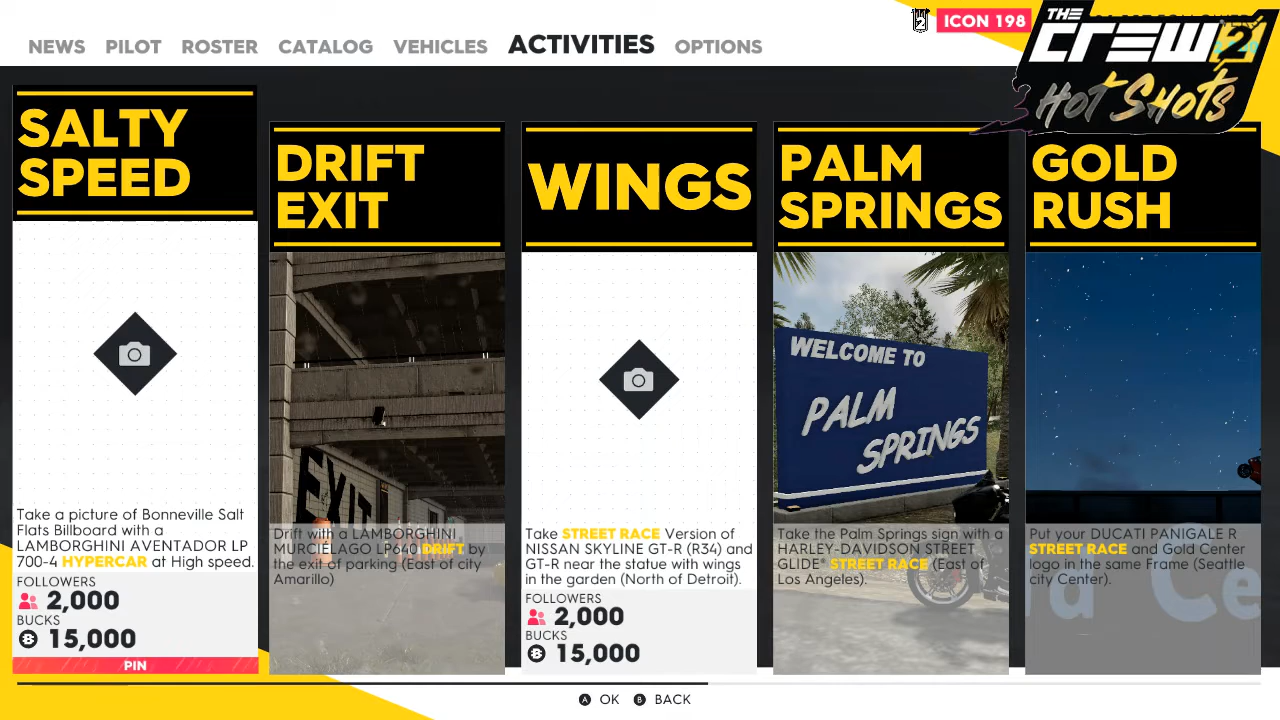 NEWS PILOT ROSTER CATALOG VEHICLES ACTIVITIES OPTIONS
ICON 198
THE
CREW 2
HOT SHOTS
SALTY
SPEED
Take a picture of Bonneville Salt
Flats Billboard with a
LAMBORGHINI AVENTADOR LP
700-4 HYPERCAR at High speed.
FOLLOWERS
2,000
BUCKS
15,000
PIN
DRIFT
EXIT
EXIT
Drift with a LAMBORGHINI
MURCIÉLAGO LP640 DRIFT by
the exit of parking (East of city
Amarillo)
WINGS
Take STREET RACE Version of
NISSAN SKYLINE GT-R (R34) and
GT-R near the statue with wings
in the garden (North of Detroit).
FOLLOWERS
2,000
BUCKS
15,000
PALM
SPRINGS
WELCOME TO
PALM
SPRINGS
Take the Palm Springs sign with a
HARLEY-DAVIDSON STREET
GLIDE® STREET RACE (East of
Los Angeles).
GOLD
RUSH
Put your DUCATI PANIGALE R
STREET RACE and Gold Center
logo in the same Frame (Seattle
city Center).
d Ce
A OK B BACK